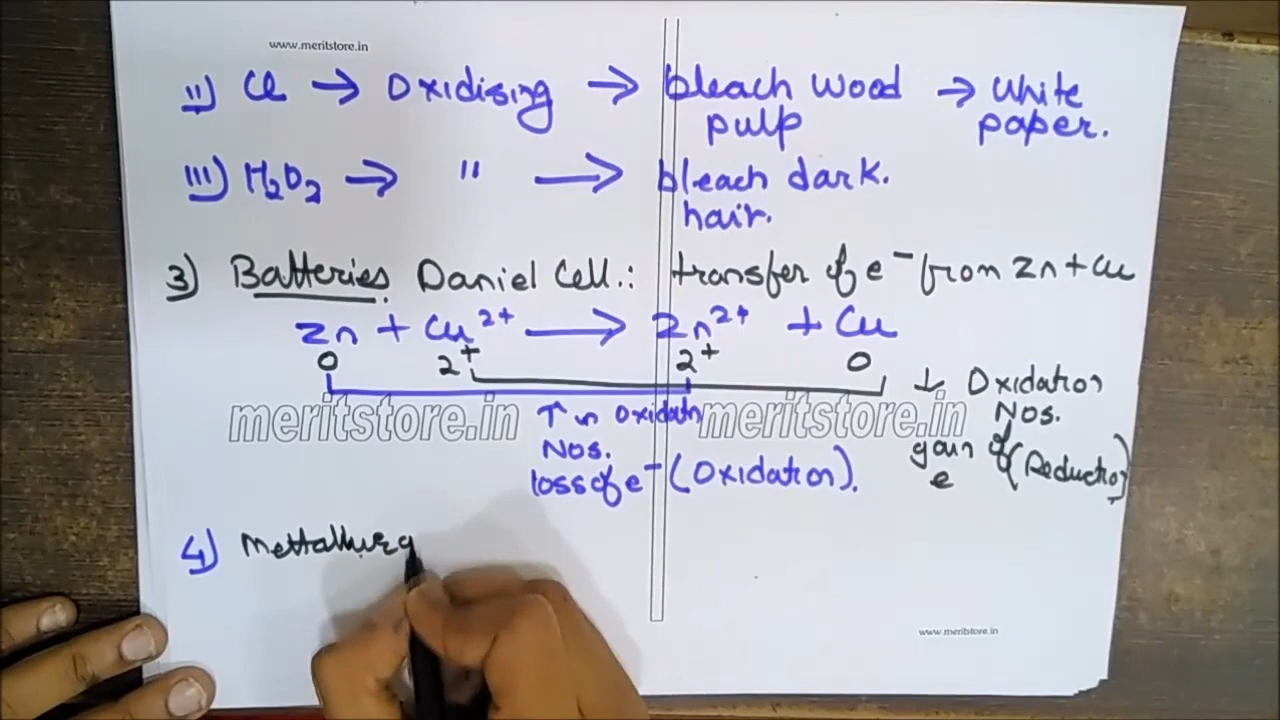 www.meritstore.in
ii) Cl → Oxidising → bleach wood pulp → White paper.
iii) H₂O₂ → " → bleach dark. hair.
3) Batteries. Daniel Cell.: transfer of e⁻ from Zn + Cu
Zn + Cu²⁺ → Zn²⁺ + Cu
0 2⁺ 2⁺ 0
↑ in Oxidatn Nos.
loss of e⁻ (Oxidation).
↓ Oxidation Nos.
gain of e (Reduction)
meritstore.in meritstore.in
4) Mettallurg
www.meritstore.in